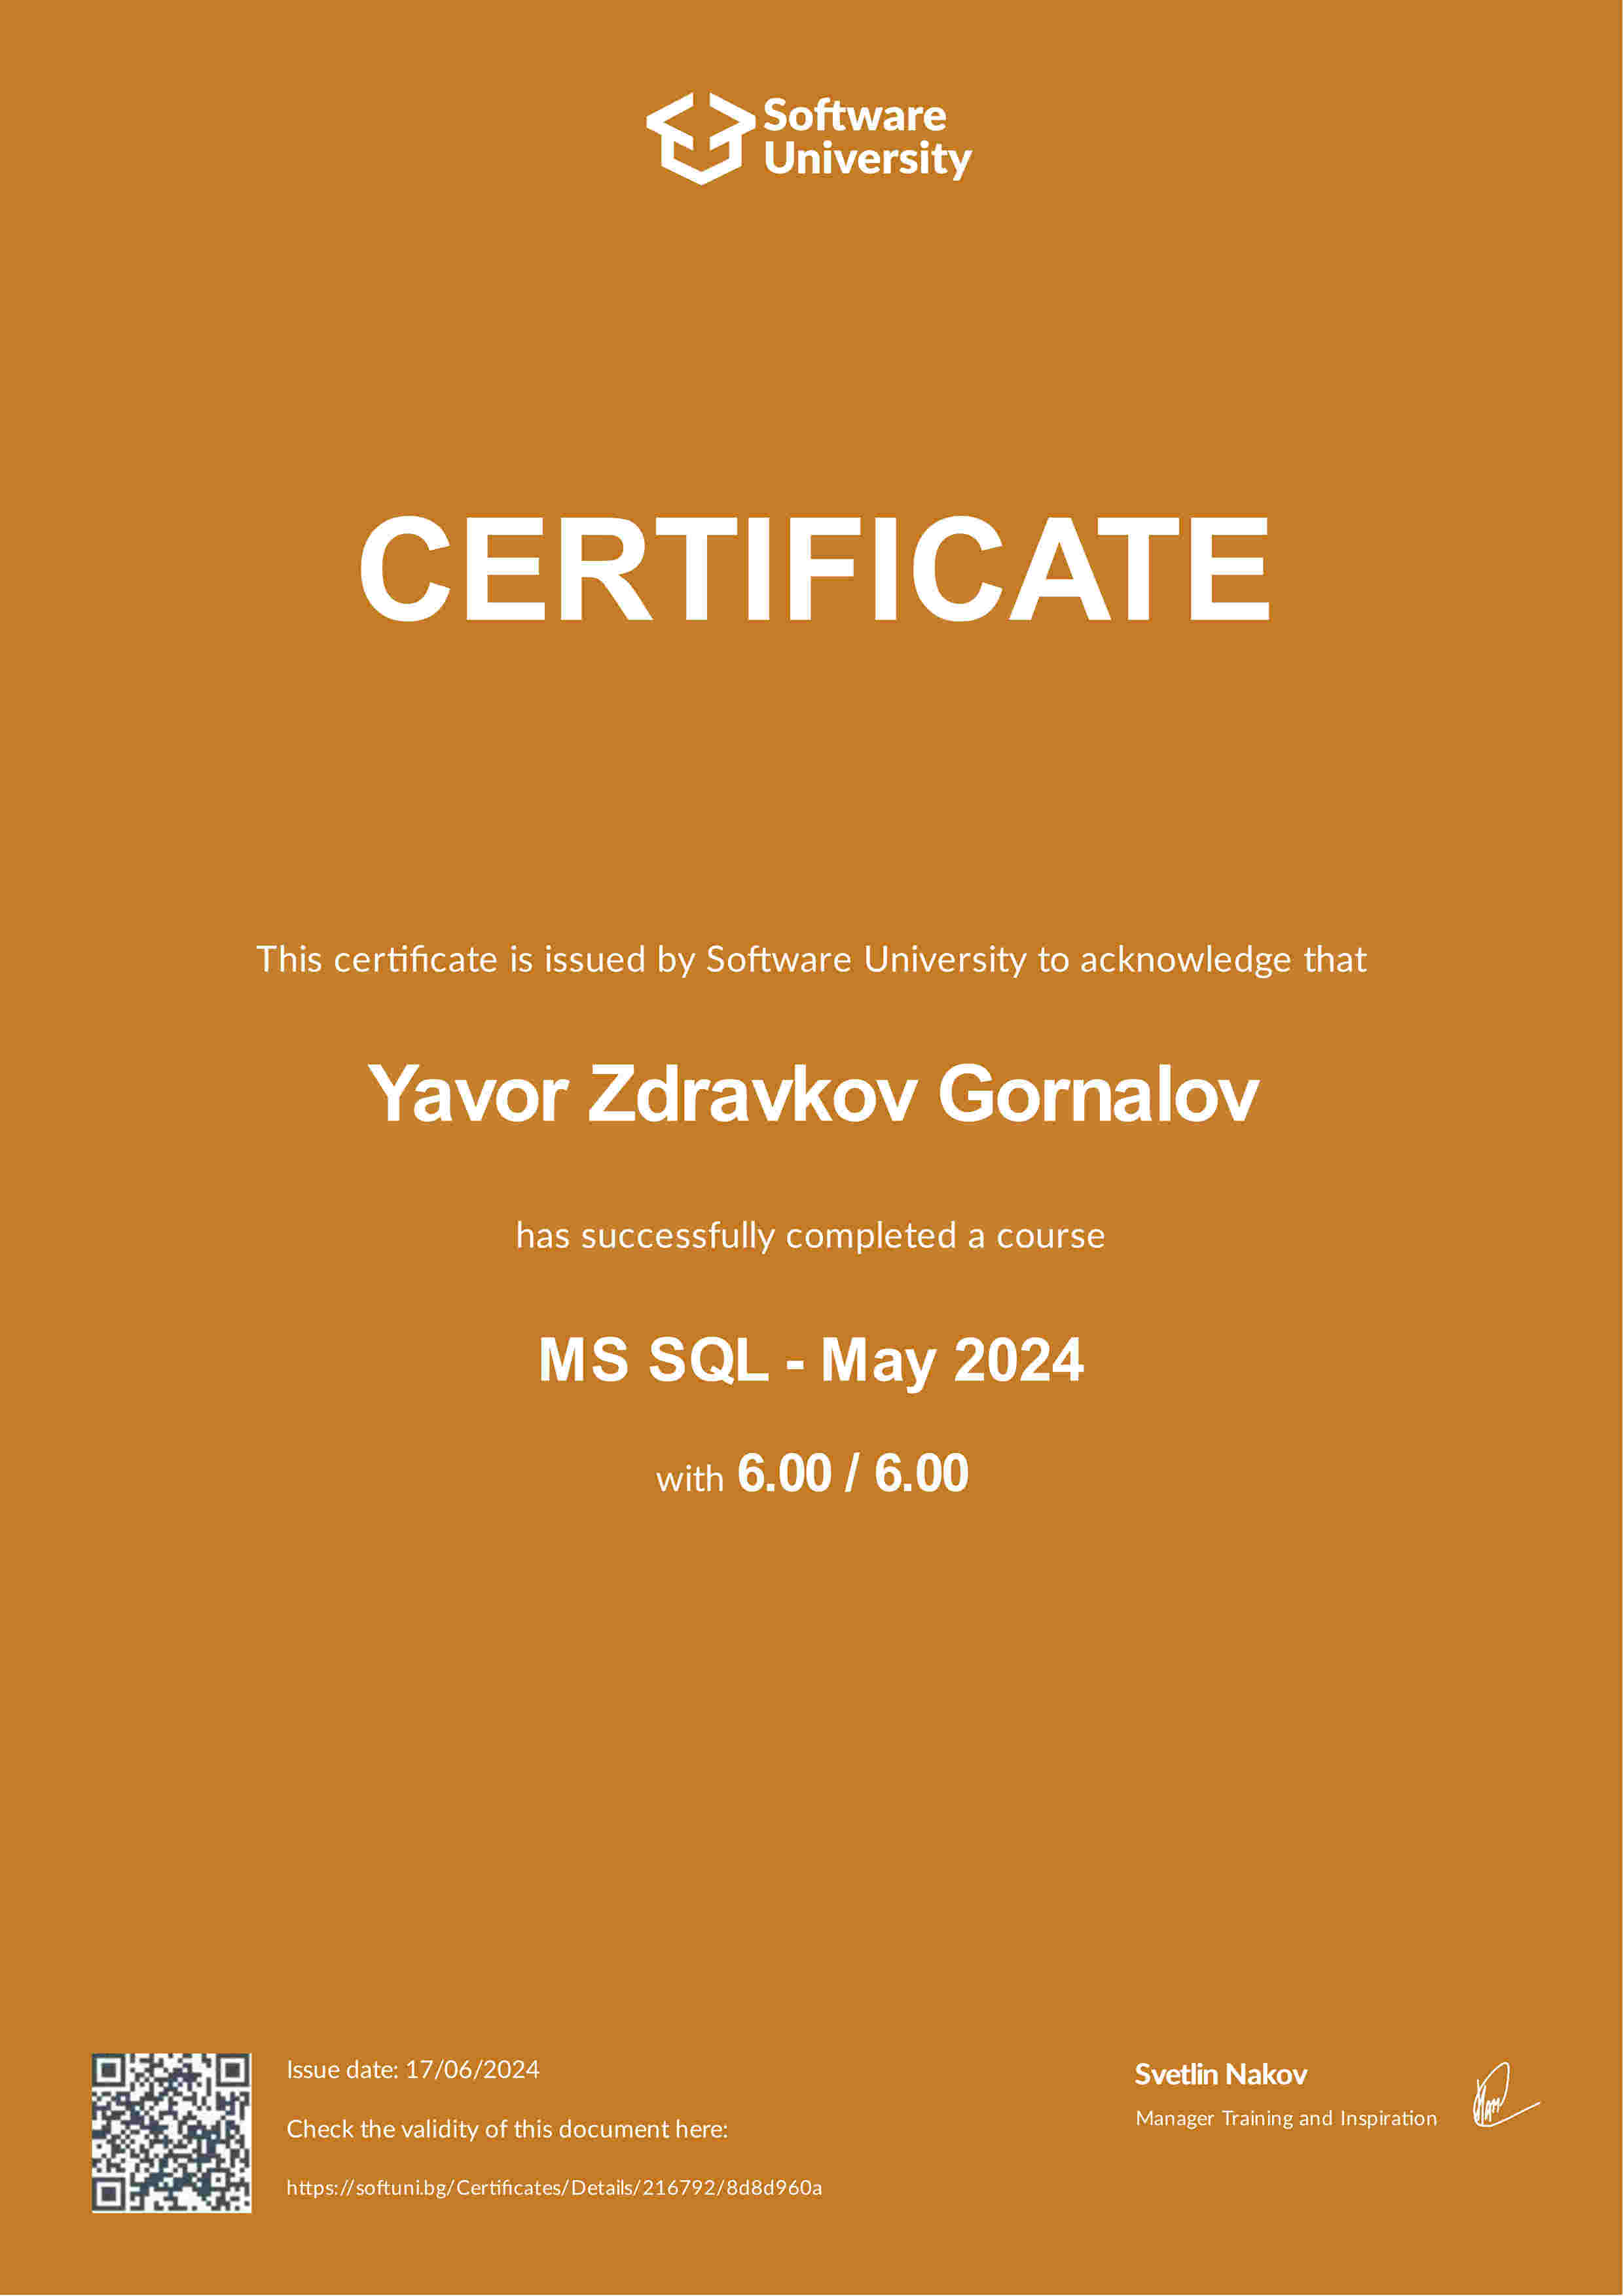 Software
University
CERTIFICATE
This certificate is issued by Software University to acknowledge that
Yavor Zdravkov Gornalov
has successfully completed a course
MS SQL - May 2024
with 6.00 / 6.00
Issue date: 17/06/2024
Check the validity of this document here:
https://softuni.bg/Certificates/Details/216792/8d8d960a
Svetlin Nakov
Manager Training and Inspiration